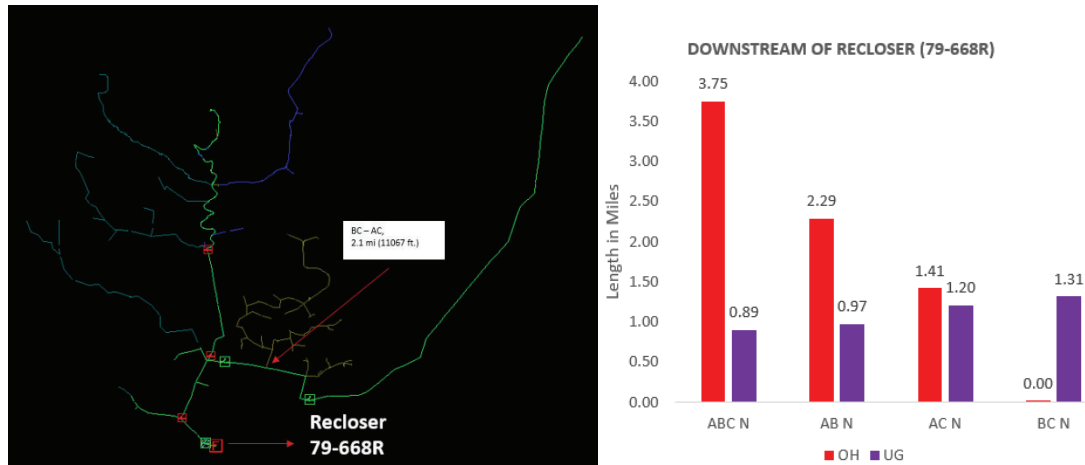 BC – AC,
2.1 mi (11067 ft.)
Recloser
79-668R
DOWNSTREAM OF RECLOSER (79-668R)
Length in Miles
4.00
3.50
3.00
2.50
2.00
1.50
1.00
0.50
0.00
3.75
0.89
2.29
0.97
1.41
1.20
0.00
1.31
ABC N
AB N
AC N
BC N
OH
UG